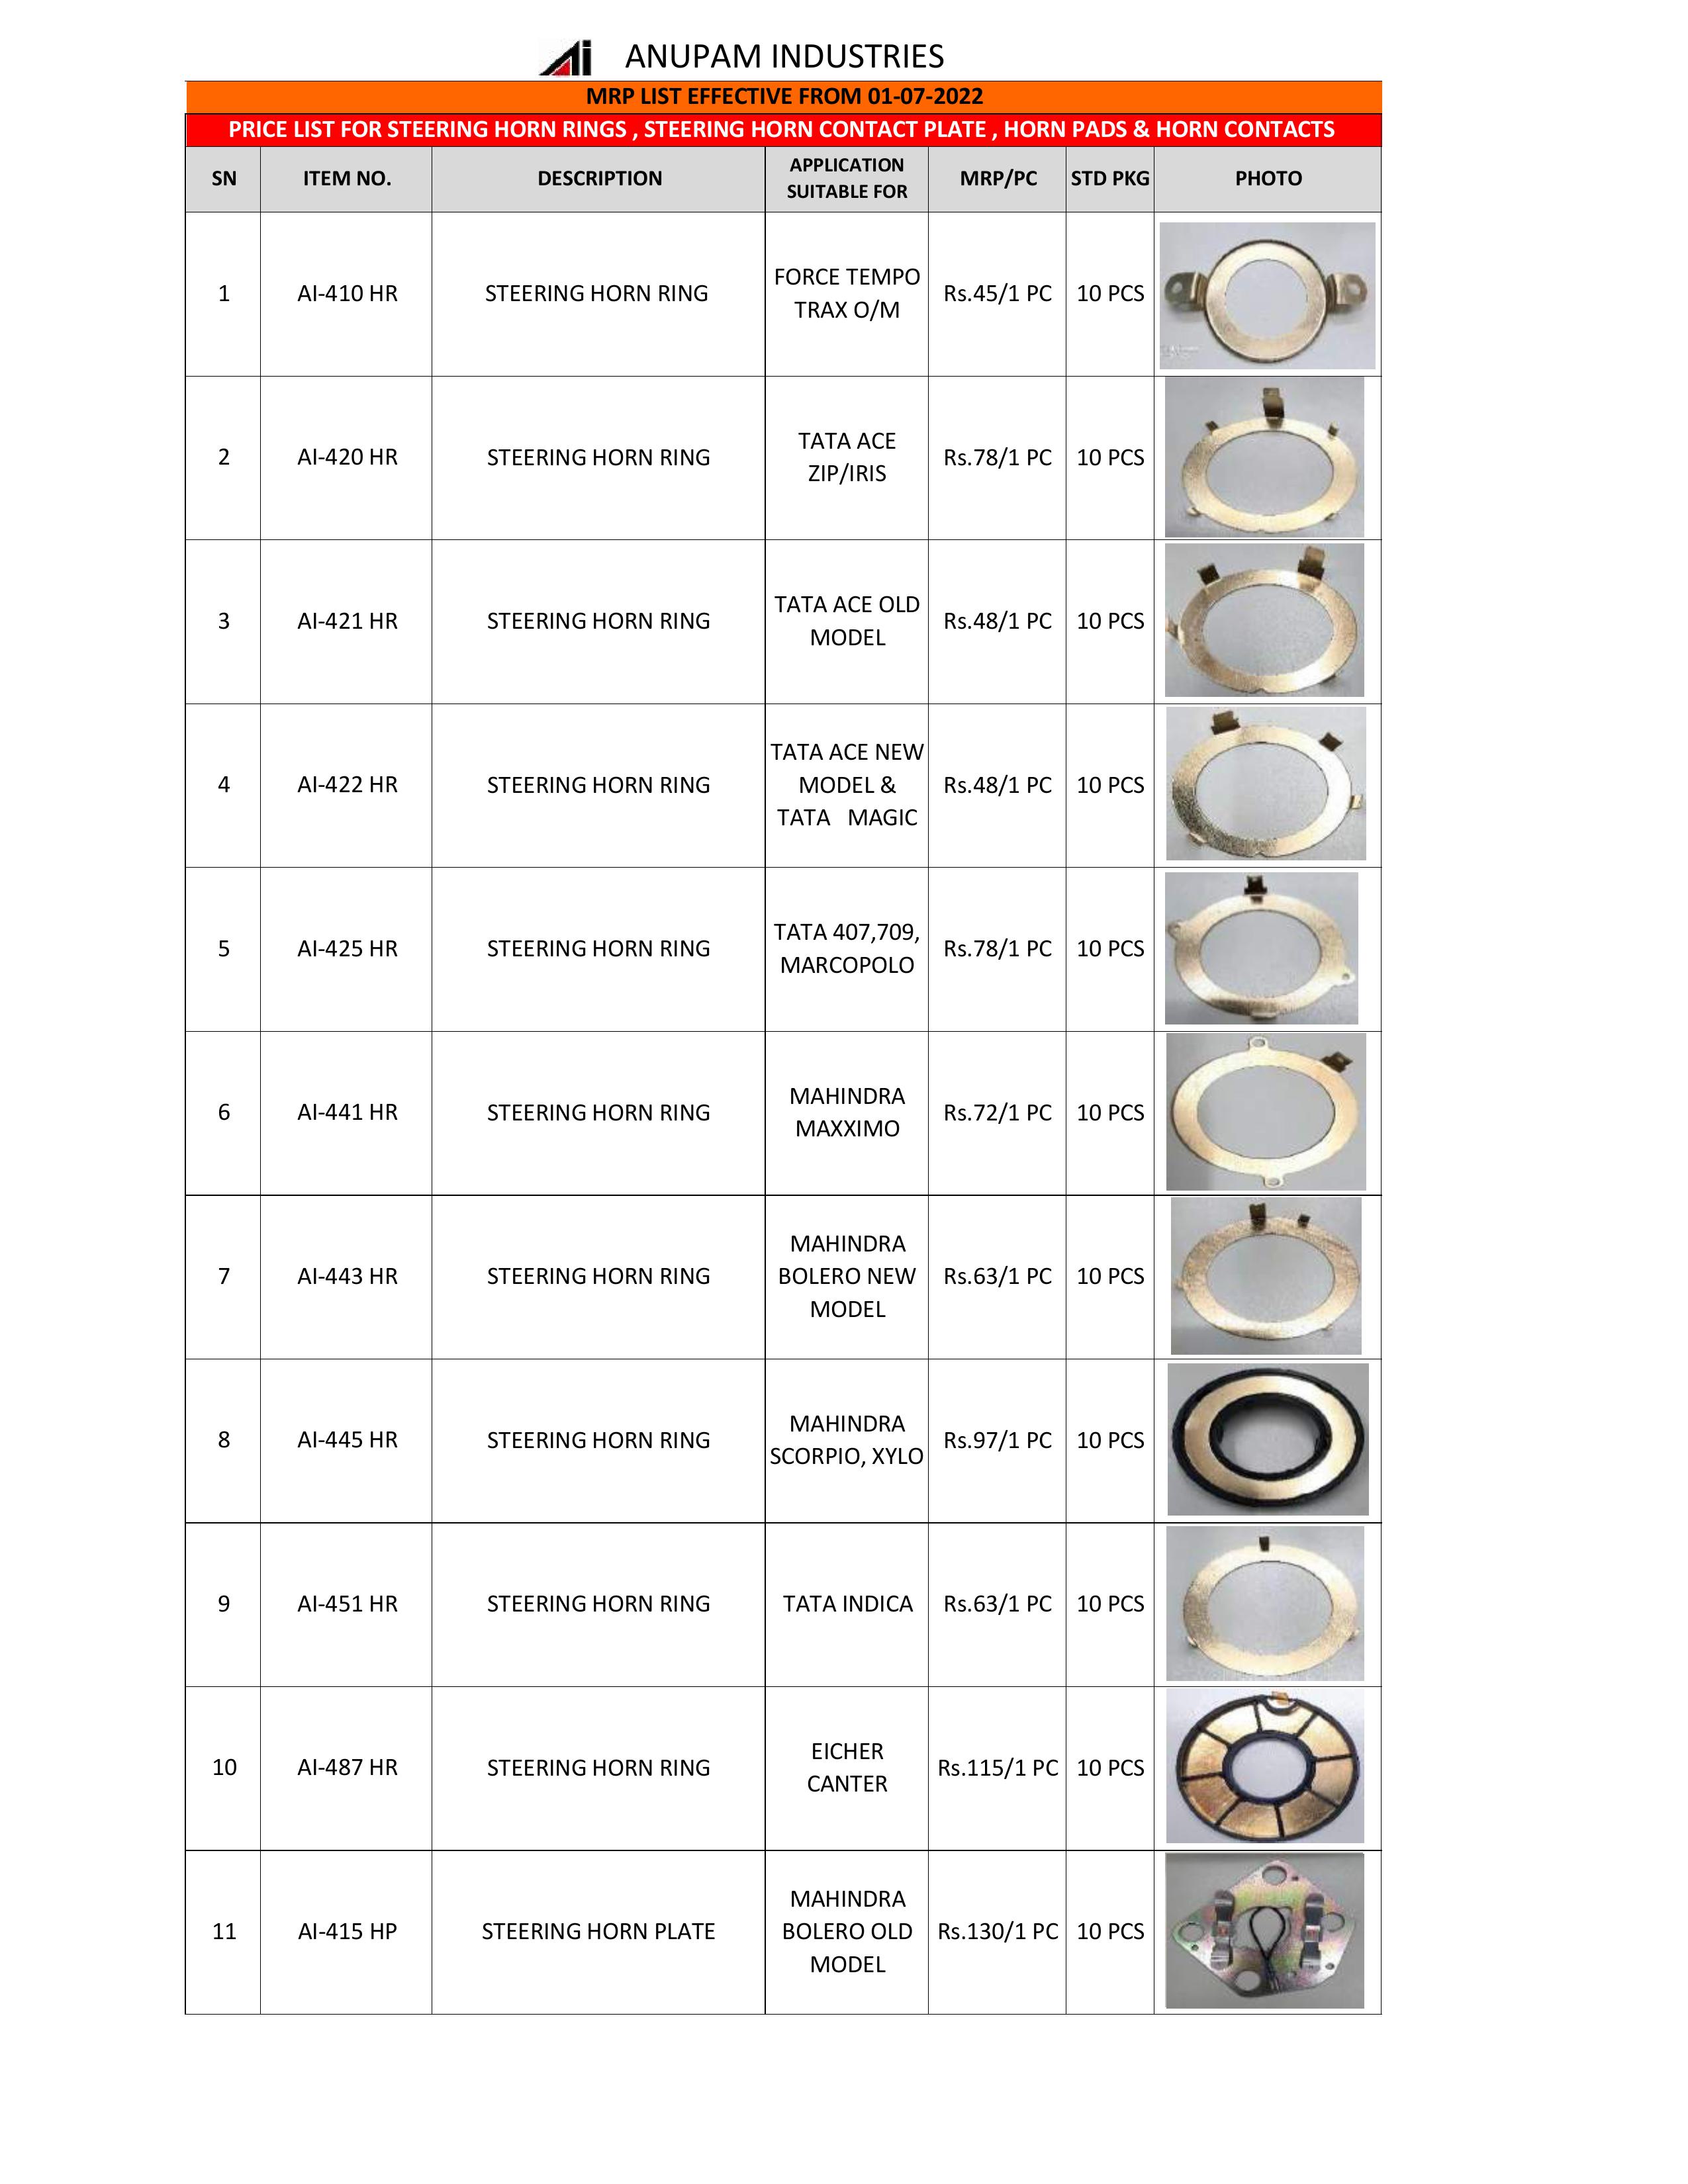 Ai ANUPAM INDUSTRIES
MRP LIST EFFECTIVE FROM 01-07-2022
PRICE LIST FOR STEERING HORN RINGS , STEERING HORN CONTACT PLATE , HORN PADS & HORN CONTACTS
SN ITEM NO. DESCRIPTION APPLICATION SUITABLE FOR MRP/PC STD PKG PHOTO
1 AI-410 HR STEERING HORN RING FORCE TEMPO TRAX O/M Rs.45/1 PC 10 PCS
2 AI-420 HR STEERING HORN RING TATA ACE ZIP/IRIS Rs.78/1 PC 10 PCS
3 AI-421 HR STEERING HORN RING TATA ACE OLD MODEL Rs.48/1 PC 10 PCS
4 AI-422 HR STEERING HORN RING TATA ACE NEW MODEL & TATA MAGIC Rs.48/1 PC 10 PCS
5 AI-425 HR STEERING HORN RING TATA 407,709, MARCOPOLO Rs.78/1 PC 10 PCS
6 AI-441 HR STEERING HORN RING MAHINDRA MAXXIMO Rs.72/1 PC 10 PCS
7 AI-443 HR STEERING HORN RING MAHINDRA BOLERO NEW MODEL Rs.63/1 PC 10 PCS
8 AI-445 HR STEERING HORN RING MAHINDRA SCORPIO, XYLO Rs.97/1 PC 10 PCS
9 AI-451 HR STEERING HORN RING TATA INDICA Rs.63/1 PC 10 PCS
10 AI-487 HR STEERING HORN RING EICHER CANTER Rs.115/1 PC 10 PCS
11 AI-415 HP STEERING HORN PLATE MAHINDRA BOLERO OLD MODEL Rs.130/1 PC 10 PCS